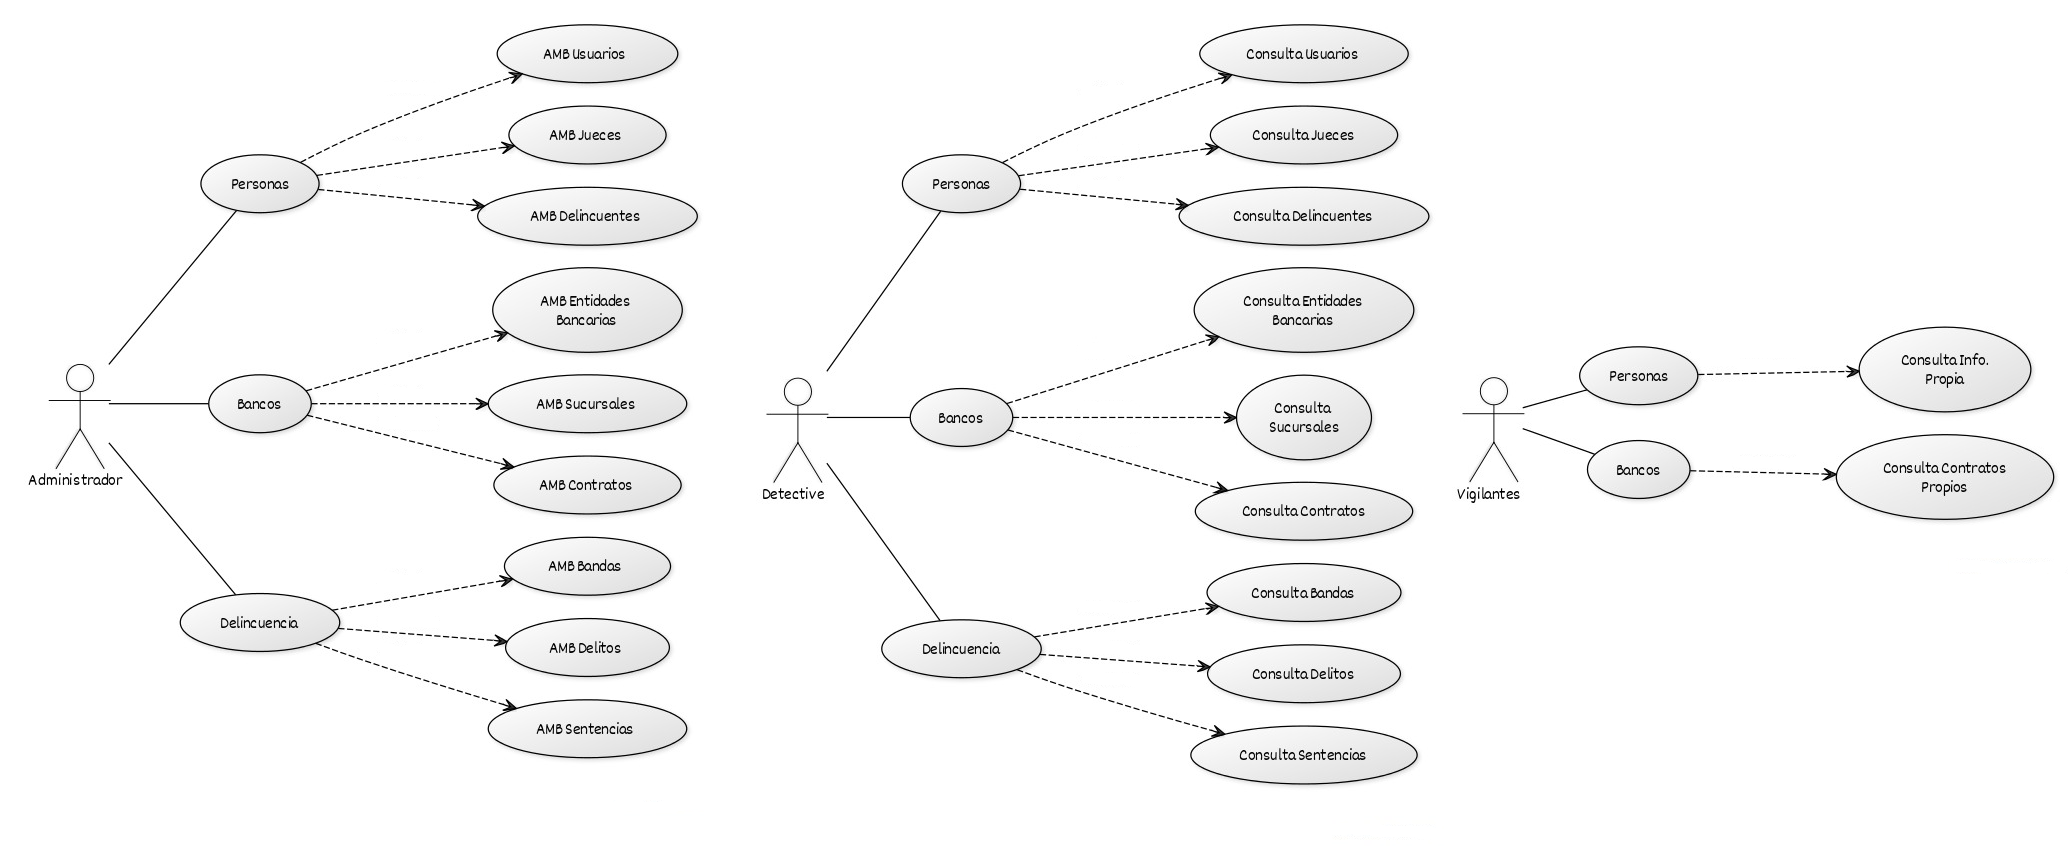 AMB Usuarios
AMB Jueces
Personas
AMB Delincuentes
AMB Entidades
Bancarias
Bancos
AMB Sucursales
AMB Contratos
Administrador
AMB Bandas
Delincuencia
AMB Delitos
AMB Sentencias
Consulta Usuarios
Consulta Jueces
Personas
Consulta Delincuentes
Consulta Entidades
Bancarias
Bancos
Consulta
Sucursales
Consulta Contratos
Detective
Consulta Bandas
Delincuencia
Consulta Delitos
Consulta Sentencias
Personas
Consulta Info.
Propia
Bancos
Consulta Contratos
Propios
Vigilantes